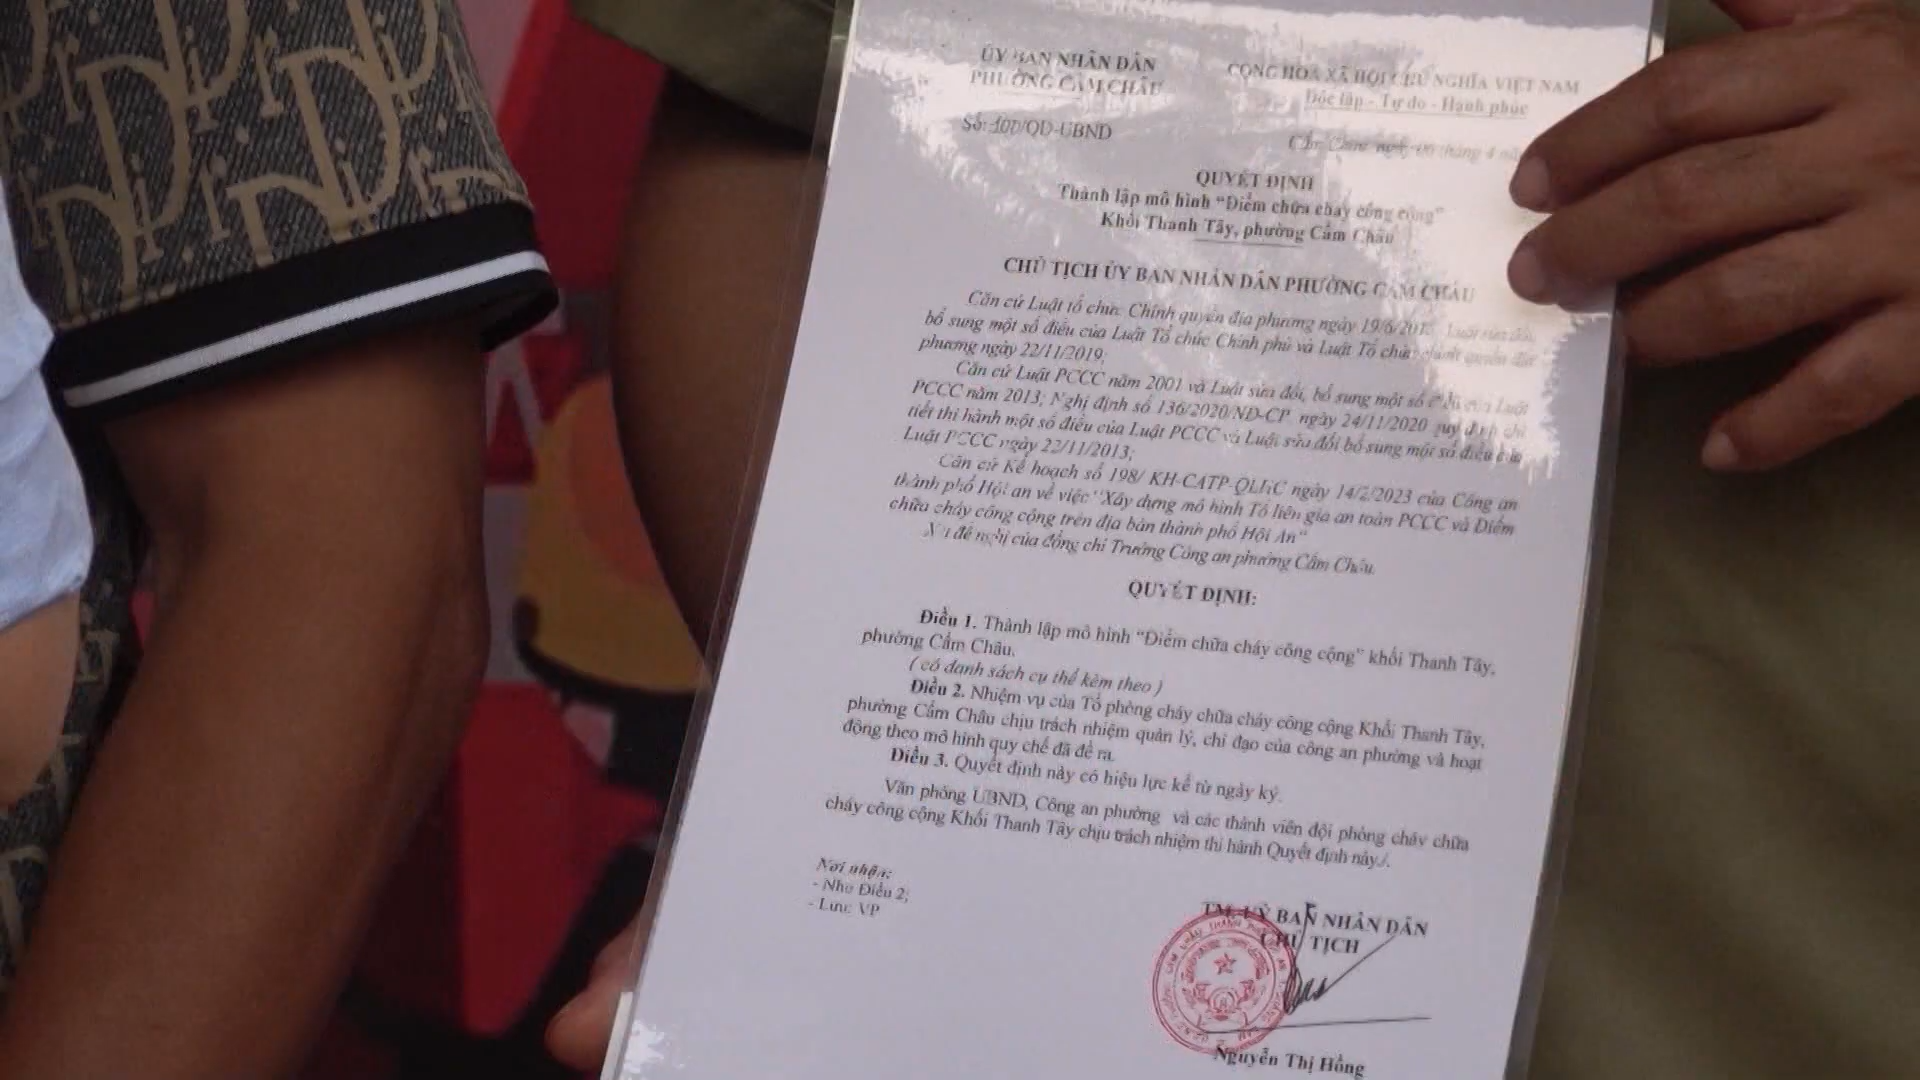 ỦY BAN NHÂN DÂN
PHƯỜNG CẨM CHÂU
CỘNG HÒA XÃ HỘI CHỦ NGHĨA VIỆT NAM
Độc lập - Tự do - Hạnh phúc
Số: /QĐ-UBND
tháng 4
QUYẾT ĐỊNH
Thành lập mô hình "Điểm chữa cháy công cộng"
Khối Thanh Tây, phường Cẩm Châu
CHỦ TỊCH ỦY BAN NHÂN DÂN PHƯỜNG CẨM CHÂU
Căn cứ Luật tổ chức Chính quyền địa phương ngày Luật sửa đổi,
bổ sung một số điều của Luật Tổ chức Chính phủ và Luật Tổ chức chính quyền địa
phương ngày 22/11/2019;
Căn cứ Luật PCCC năm 2001 và Luật sửa đổi, bổ sung một số điều của Luật
PCCC năm 2013; Nghị định số 136/2020/NĐ-CP ngày 24/11/2020 quy định chi
tiết thi hành một số điều của Luật PCCC và Luật sửa đổi bổ sung một số điều của
Luật PCCC ngày 22/11/2013;
Căn cứ Kế hoạch số 198/ KH-CATP- ngày 14/2/2023 của Công an
thành phố Hội an về việc "Xây dựng mô hình Tổ liên gia an toàn PCCC và Điểm
chữa cháy công cộng trên địa bàn thành phố Hội An"
Xét đề nghị của đồng chí Trưởng Công an phường Cẩm Châu.
QUYẾT ĐỊNH:
Điều 1. Thành lập mô hình "Điểm chữa cháy công cộng" khối Thanh Tây,
phường Cẩm Châu.
( có danh sách cụ thể kèm theo )
Điều 2. Nhiệm vụ của Tổ phòng cháy chữa cháy công cộng Khối Thanh Tây,
phường Cẩm Châu chịu trách nhiệm quản lý, chỉ đạo của công an phường và hoạt
động theo mô hình quy chế đã đề ra.
Điều 3. Quyết định này có hiệu lực kể từ ngày ký.
Văn phòng UBND, Công an phường và các thành viên đội phòng cháy chữa
cháy công cộng Khối Thanh Tây chịu trách nhiệm thi hành Quyết định này./.
Nơi nhận:
- Như Điều 2;
- Lưu: VP
TM. ỦY BAN NHÂN DÂN
CHỦ TỊCH
Nguyễn Thị Hồng